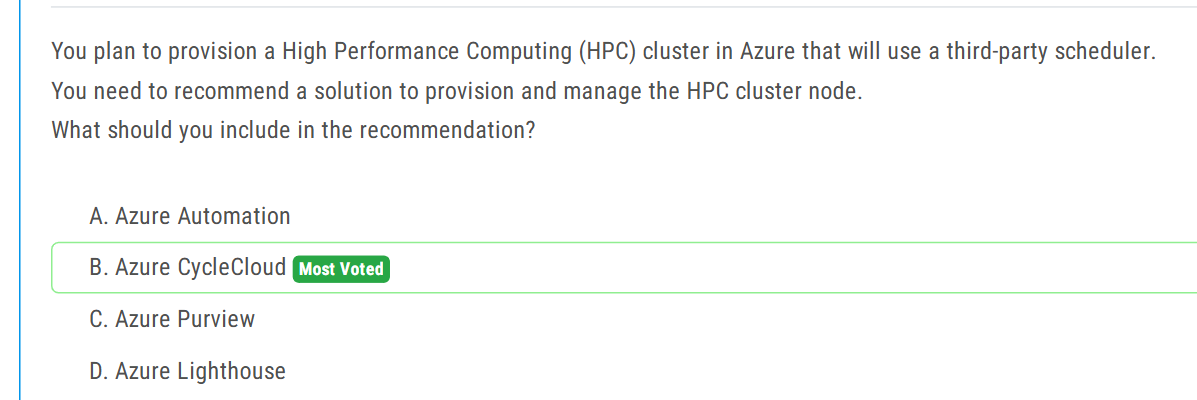 You plan to provision a High Performance Computing (HPC) cluster in Azure that will use a third-party scheduler.
You need to recommend a solution to provision and manage the HPC cluster node.
What should you include in the recommendation?
A. Azure Automation
B. Azure CycleCloud Most Voted
C. Azure Purview
D. Azure Lighthouse